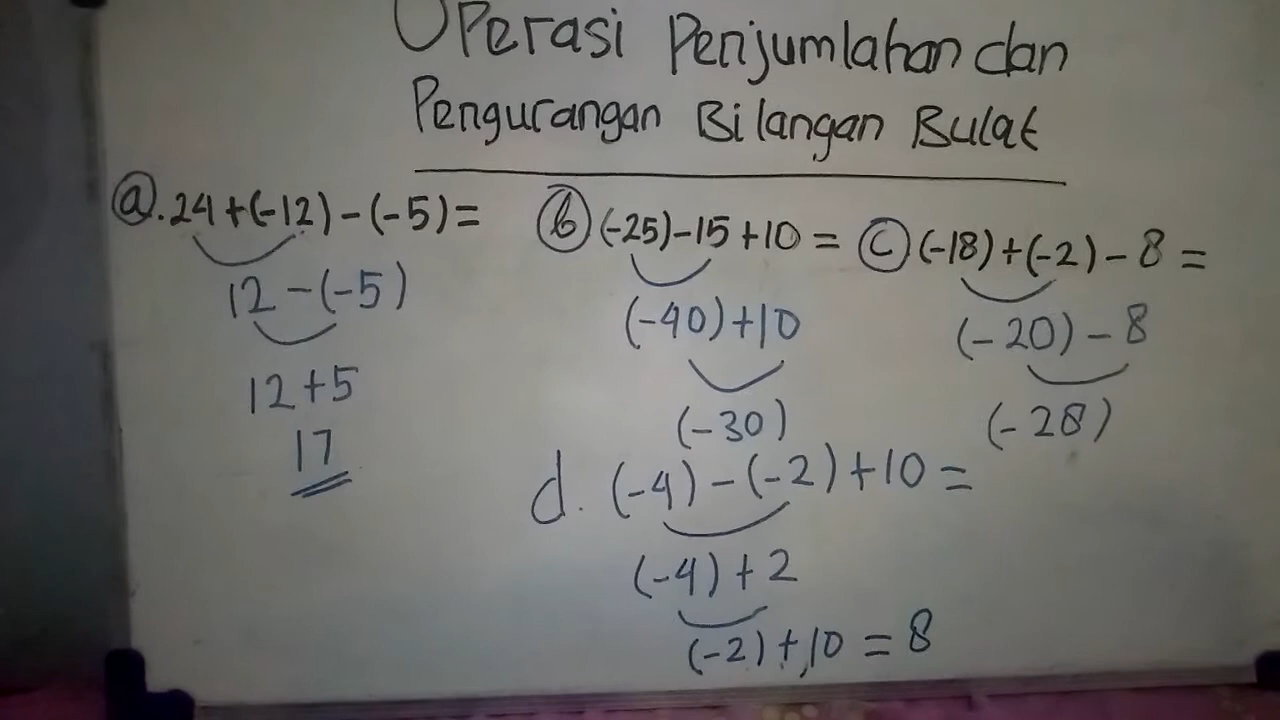 Operasi Penjumlahan dan
Pengurangan Bilangan Bulat
a. 24 + (-12) - (-5) =
12 - (-5)
12 + 5
17
b (-25) - 15 + 10 =
(-40) + 10
(-30)
c (-18) + (-2) - 8 =
(-20) - 8
(-28)
d. (-4) - (-2) + 10 =
(-4) + 2
(-2) + 10 = 8